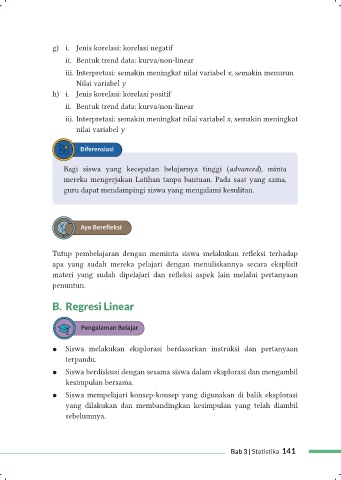 g) i. Jenis korelasi: korelasi negatif
ii. Bentuk trend data: kurva/non-linear
iii. Interpretasi: semakin meningkat nilai variabel x, semakin menurun
Nilai variabel y
h) i. Jenis korelasi: korelasi positif
ii. Bentuk trend data: kurva/non-linear
iii. Interpretasi: semakin meningkat nilai variabel x, semakin meningkat
nilai variabel y
Diferensiasi
Bagi siswa yang kecepatan belajarnya tinggi (advanced), minta
mereka mengerjakan Latihan tanpa bantuan. Pada saat yang sama,
guru dapat mendampingi siswa yang mengalami kesulitan.
Ayo Berefleksi
Tutup pembelajaran dengan meminta siswa melakukan refleksi terhadap
apa yang sudah mereka pelajari dengan menuliskannya secara eksplisit
materi yang sudah dipelajari dan refleksi aspek lain melalui pertanyaan
penuntun.
B. Regresi Linear
Pengalaman Belajar
● Siswa melakukan eksplorasi berdasarkan instruksi dan pertanyaan
terpandu.
● Siswa berdiskusi dengan sesama siswa dalam eksplorasi dan mengambil
kesimpulan bersama.
● Siswa mempelajari konsep-konsep yang digunakan di balik eksplorasi
yang dilakukan dan membandingkan kesimpulan yang telah diambil
sebelumnya.
Bab 3 | Statistika 141